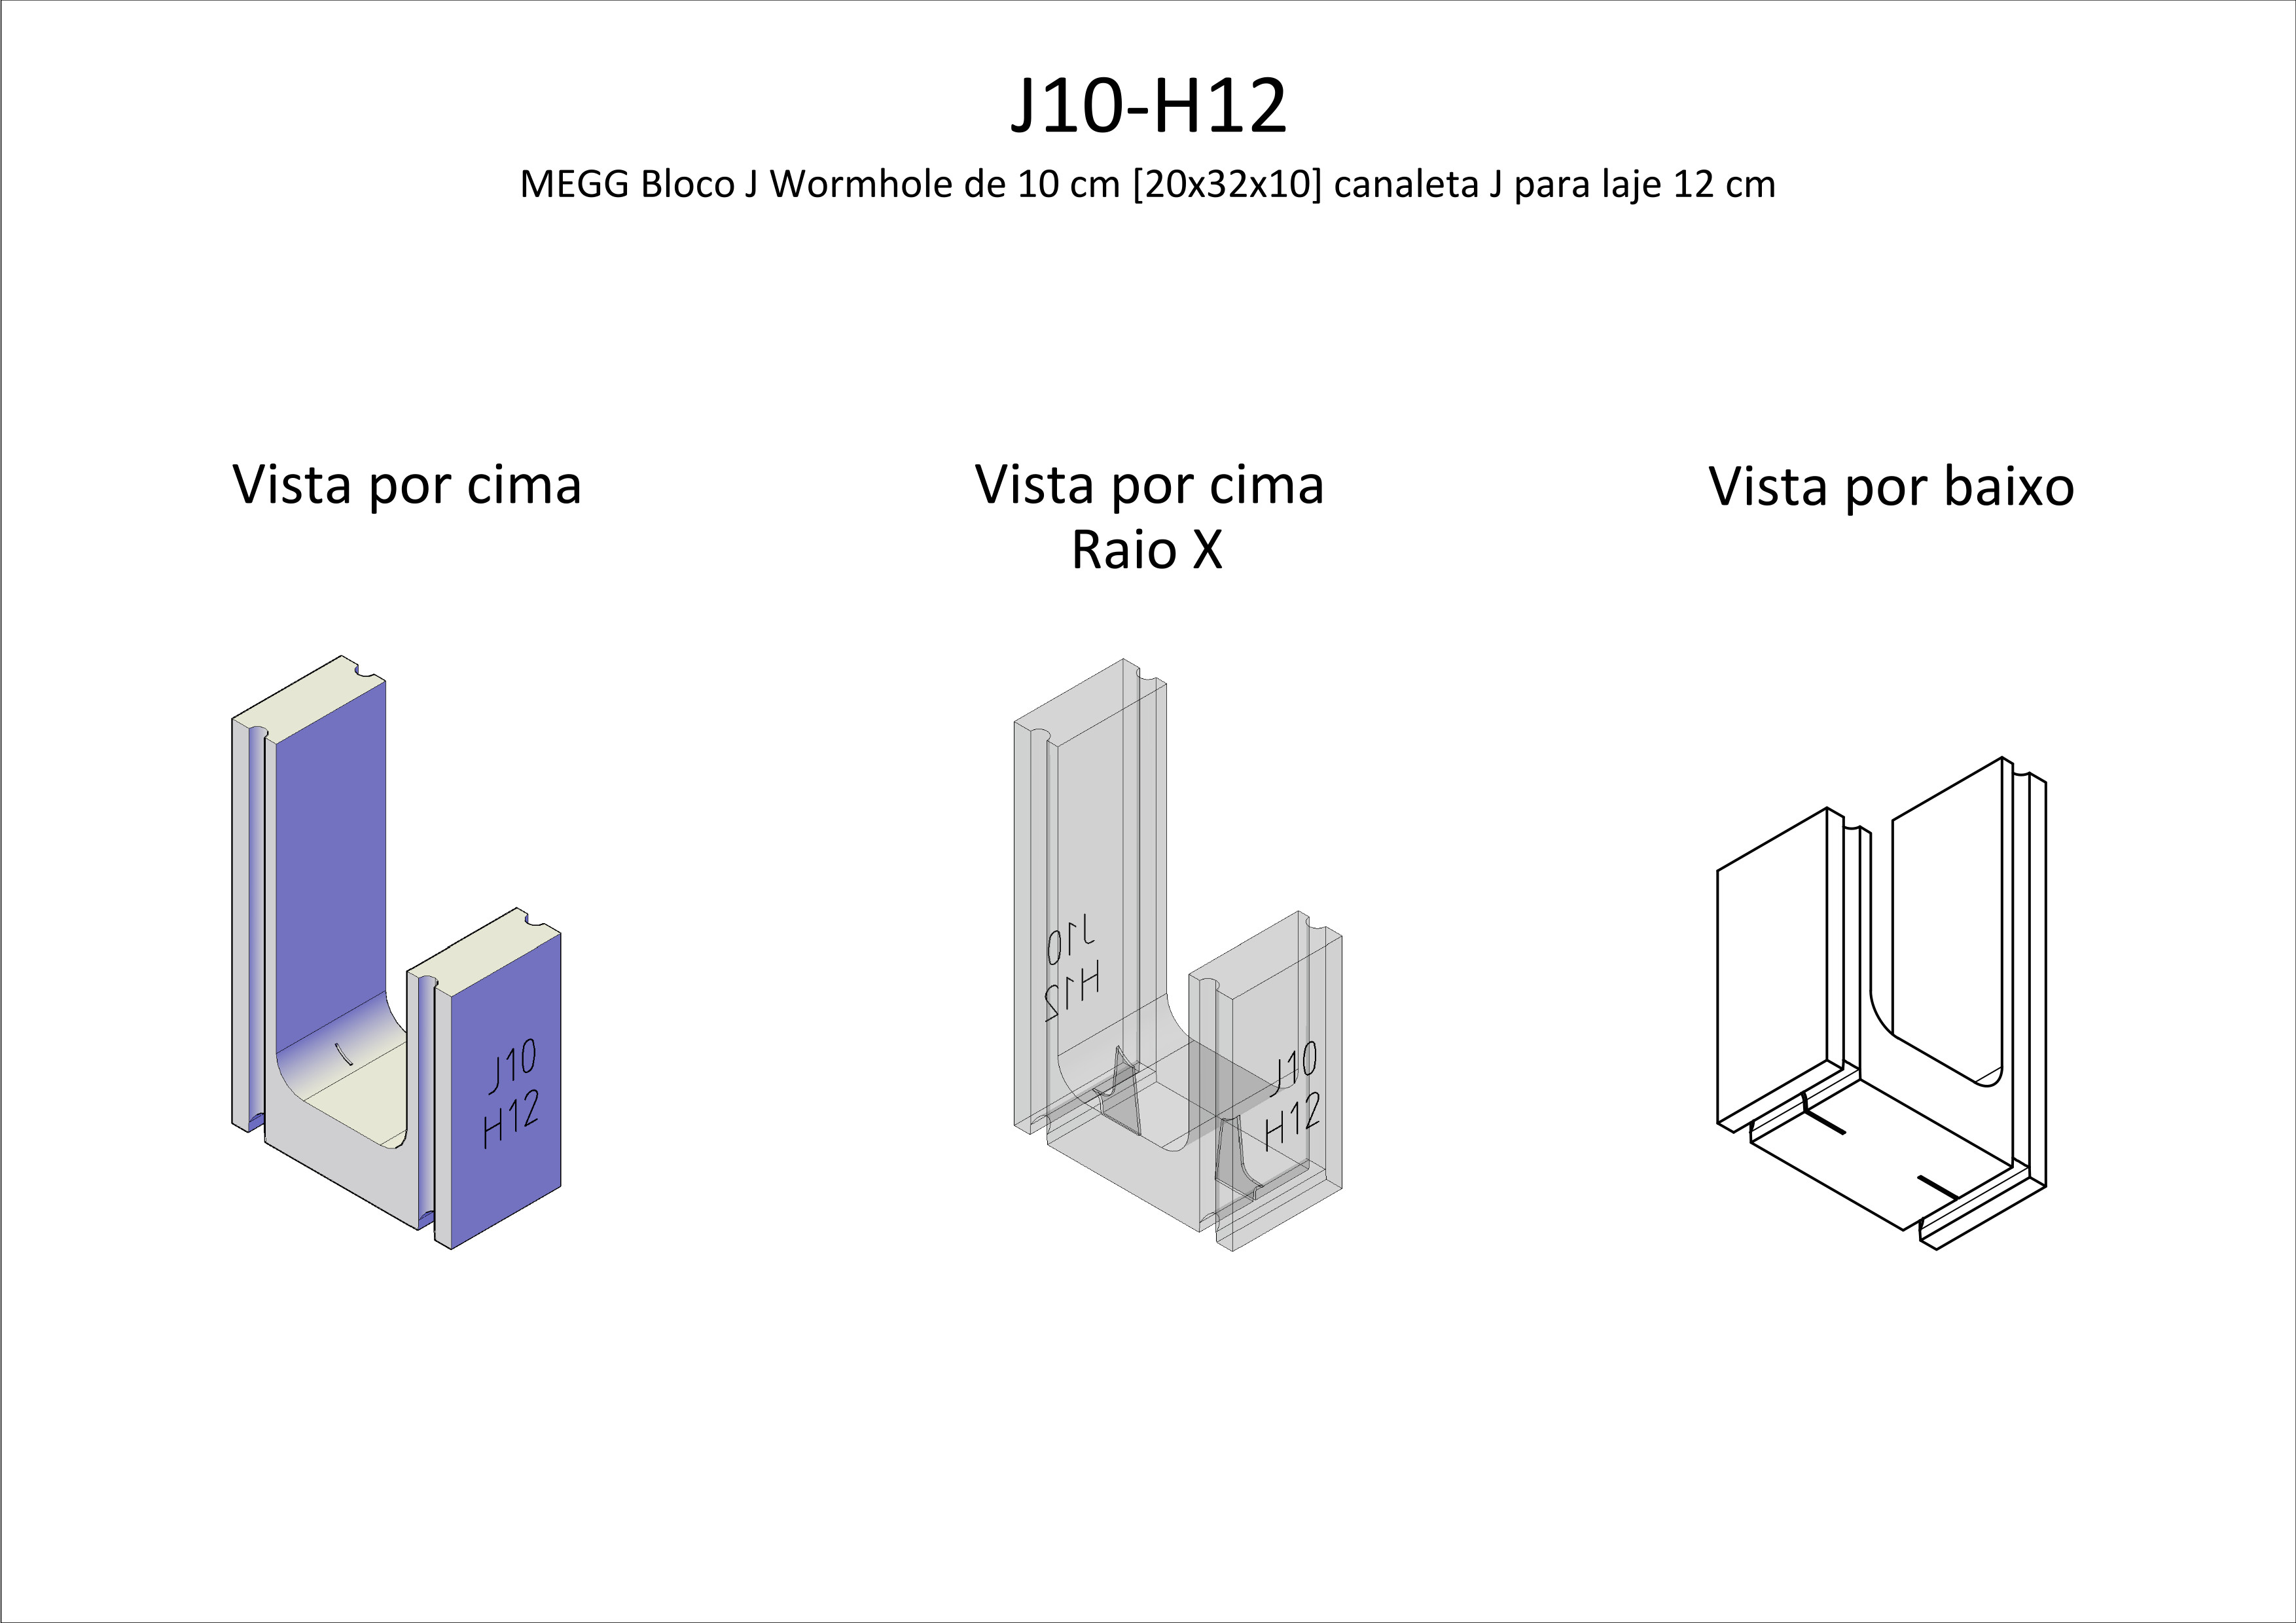 J10-H12
MEGG Bloco J Wormhole de 10 cm [20x32x10] canaleta J para laje 12 cm
Vista por cima
Vista por cima
Raio X
Vista por baixo
J10
H12
J10
H12
J10
H12